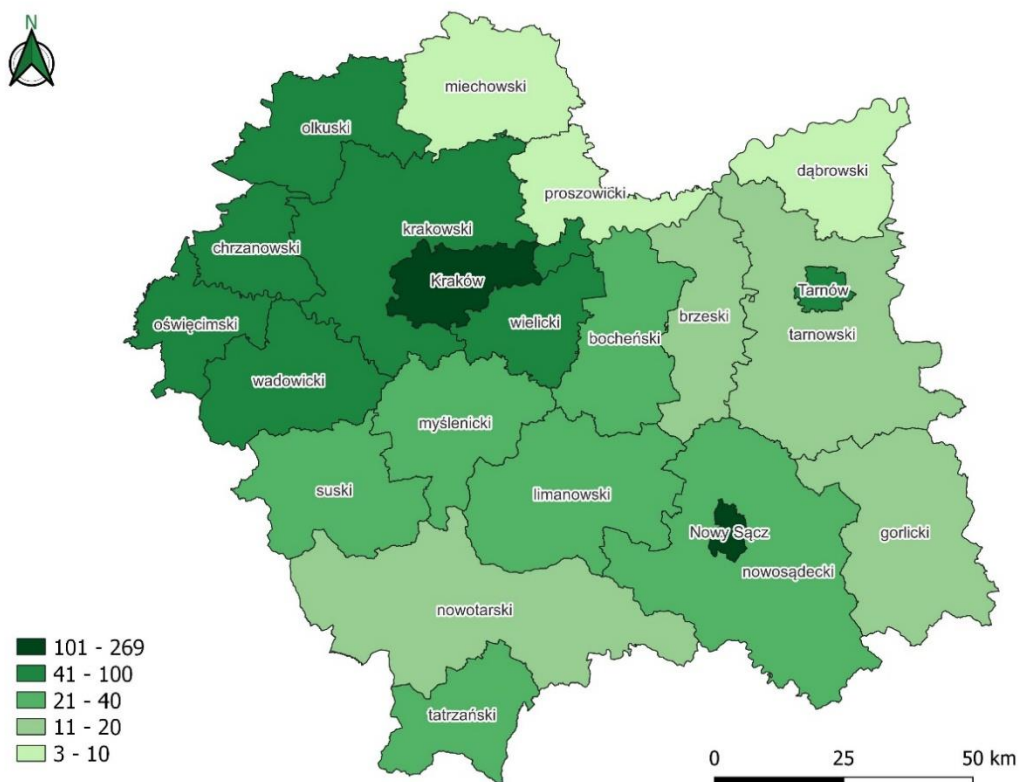 N
miechowski
olkuski
dąbrowski
proszowicki
krakowski
chrzanowski
Kraków
Tarnów
oświęcimski
wielicki
brzeski
bocheński
tarnowski
wadowicki
myślenicki
suski
limanowski
Nowy Sącz
gorlicki
nowosądecki
nowotarski
tatrzański
101 - 269
41 - 100
21 - 40
11 - 20
3 - 10
0 25 50 km